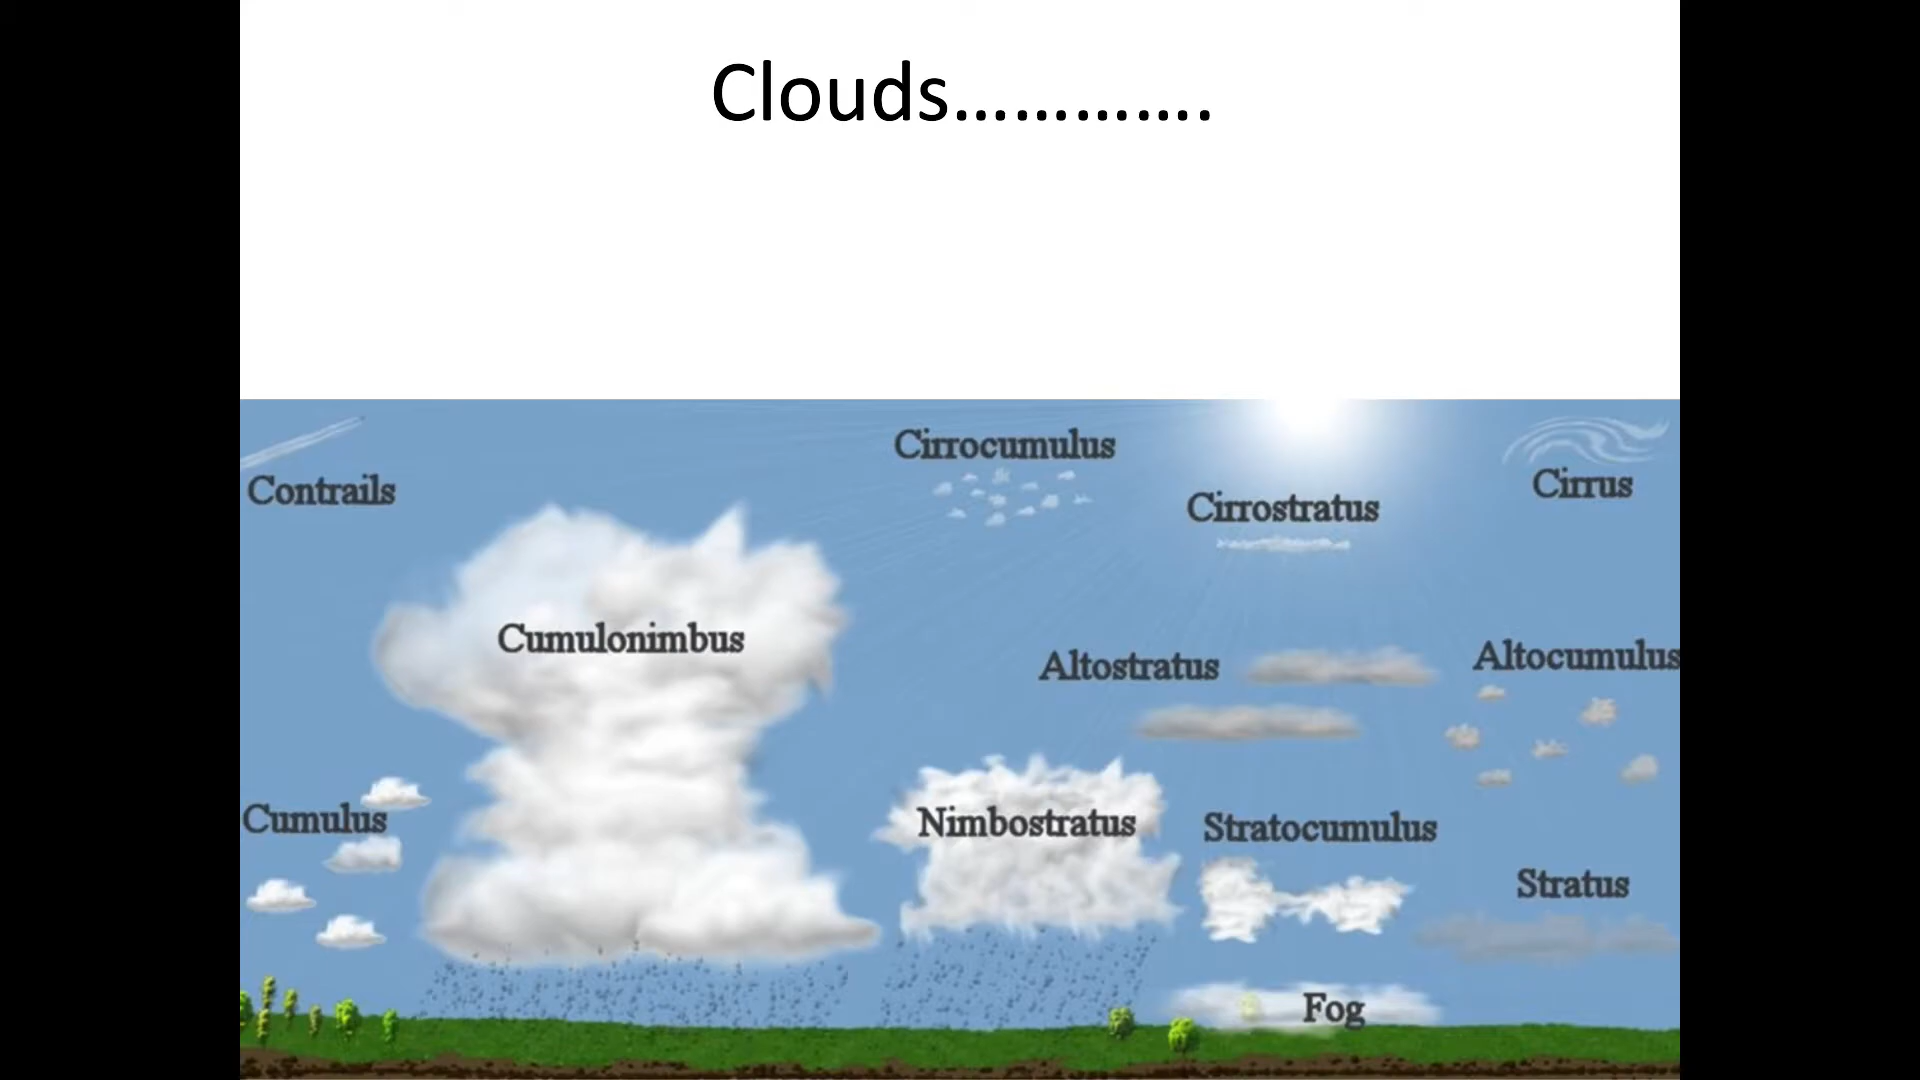 Clouds………….
Cirrocumulus
Contrails
Cirrus
Cirrostratus
Cumulonimbus
Altostratus
Altocumulus
Cumulus
Nimbostratus
Stratocumulus
Stratus
Fog